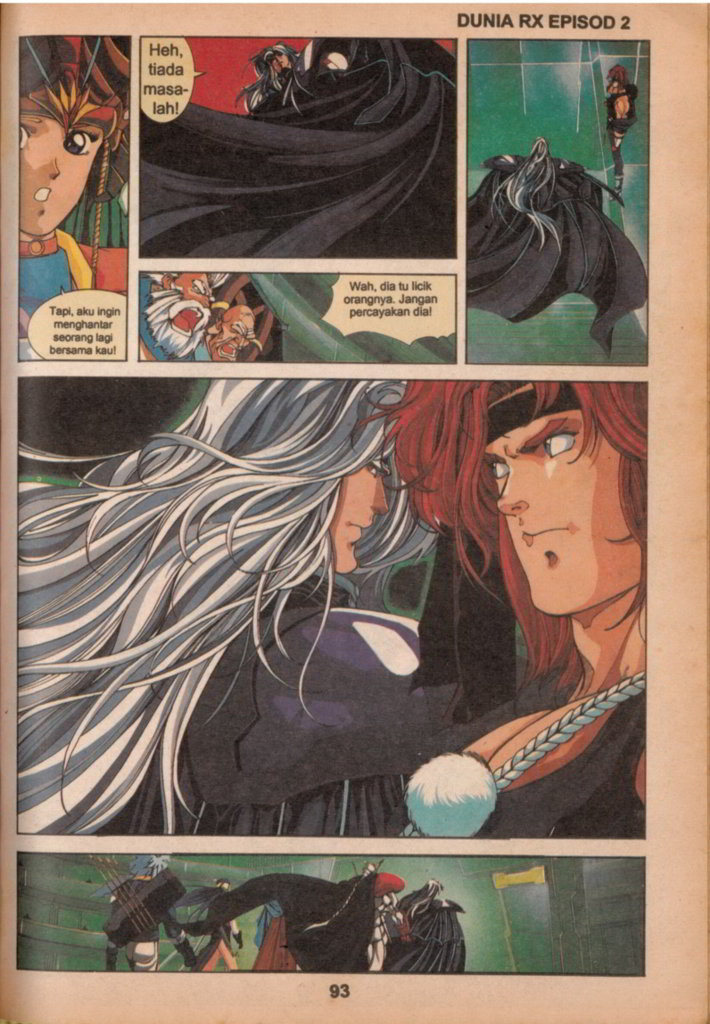 DUNIA RX EPISOD 2
Heh,
tiada
masa-
lah!
Tapi, aku ingin
menghantar
seorang lagi
bersama kau!
Wah, dia tu licik
orangnya. Jangan
percayakan dia!
93